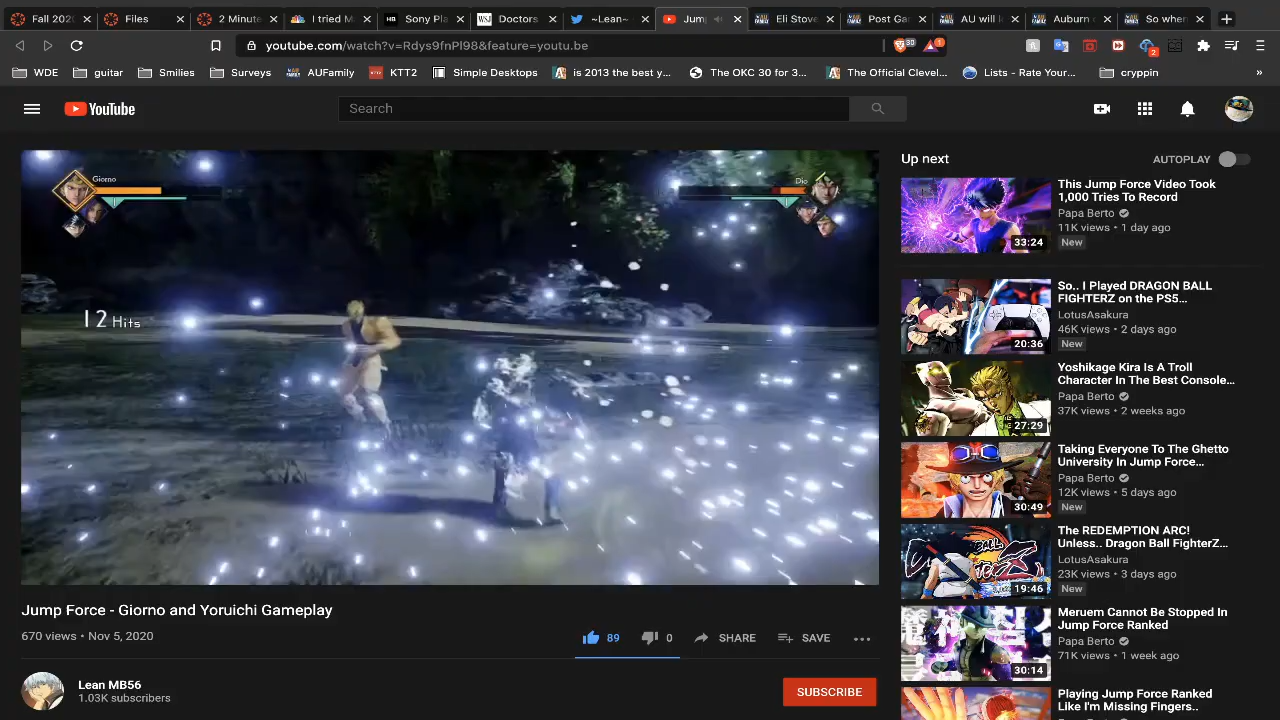 Fall 202
Files
2 Minute
I tried M
Sony Pla
WSJ
Doctors
~Lean~
Jum
Eli Stove
Post Ga
AU will
Auburn
So when
youtube.com/watch?v=Rdys9fnPl98&feature=youtu.be
30
1
2
WDE
guitar
Smilies
Surveys
AUFamily
KTT2
Simple Desktops
is 2013 the best y...
The OKC 30 for 3...
The Official Clevel...
Lists - Rate Your...
cryppin
»
YouTube
Search
Giorno
Dio
12 Hits
Jump Force - Giorno and Yoruichi Gameplay
670 views • Nov 5, 2020
89
0
SHARE
SAVE
Lean MB56
1.03K subscribers
SUBSCRIBE
Up next
AUTOPLAY
33:24
This Jump Force Video Took
1,000 Tries To Record
Papa Berto
11K views • 1 day ago
New
20:36
So.. I Played DRAGON BALL
FIGHTERZ on the PS5...
LotusAsakura
46K views • 2 days ago
New
27:29
Yoshikage Kira Is A Troll
Character In The Best Console...
Papa Berto
37K views • 2 weeks ago
30:49
Taking Everyone To The Ghetto
University In Jump Force...
Papa Berto
12K views • 5 days ago
New
19:46
The REDEMPTION ARC!
Unless.. Dragon Ball FighterZ...
LotusAsakura
23K views • 3 days ago
New
30:14
Meruem Cannot Be Stopped In
Jump Force Ranked
Papa Berto
71K views • 1 week ago
Playing Jump Force Ranked
Like I'm Missing Fingers..